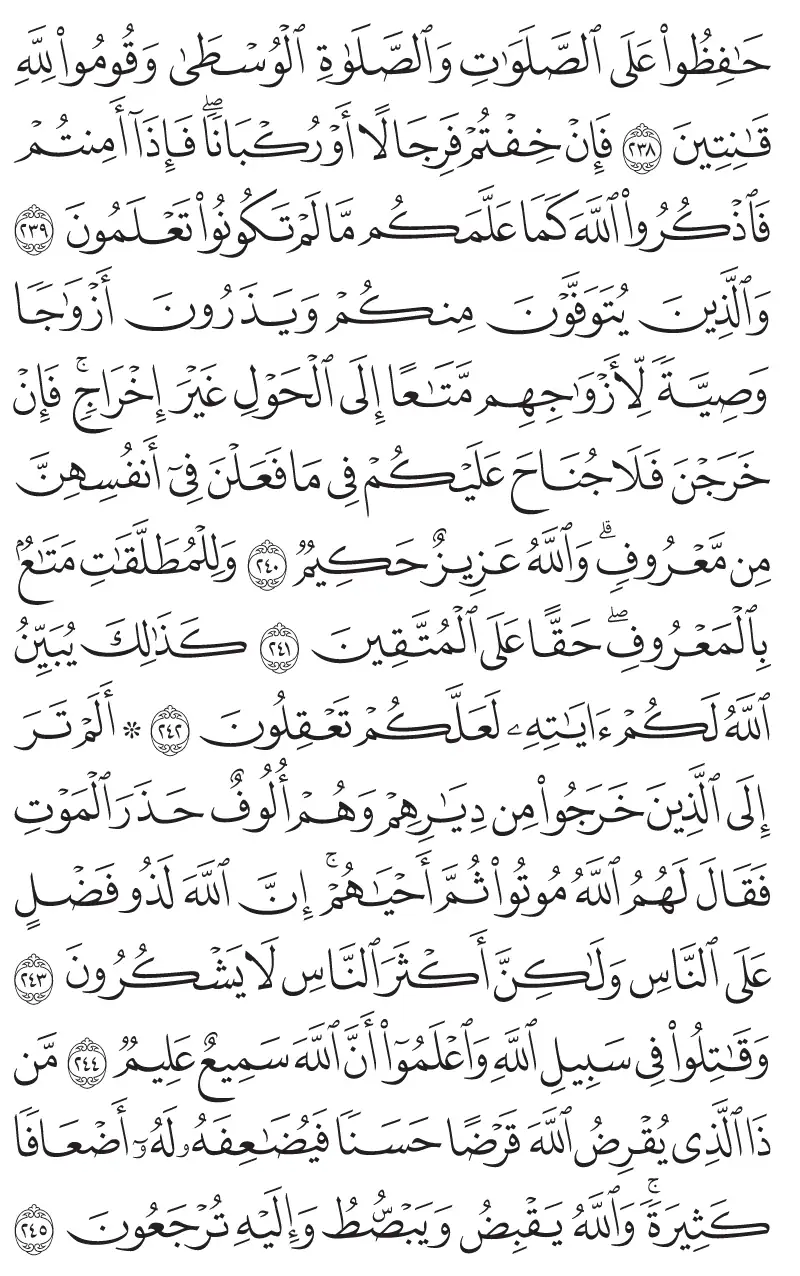 حَٰفِظُوا۟ عَلَى ٱلصَّلَوَٰتِ وَٱلصَّلَوٰةِ ٱلْوُسْطَىٰ وَقُومُوا۟ لِلَّهِ
قَٰنِتِينَ ٢٣٨ فَإِنْ خِفْتُمْ فَرِجَالًا أَوْ رُكْبَانًا ۖ فَإِذَآ أَمِنتُمْ
فَٱذْكُرُوا۟ ٱللَّهَ كَمَا عَلَّمَكُم مَّا لَمْ تَكُونُوا۟ تَعْلَمُونَ ٢٣٩
وَٱلَّذِينَ يُتَوَفَّوْنَ مِنكُمْ وَيَذَرُونَ أَزْوَٰجًا
وَصِيَّةً لِّأَزْوَٰجِهِم مَّتَٰعًا إِلَى ٱلْحَوْلِ غَيْرَ إِخْرَاجٍ ۚ فَإِنْ
خَرَجْنَ فَلَا جُنَاحَ عَلَيْكُمْ فِى مَا فَعَلْنَ فِىٓ أَنفُسِهِنَّ
مِن مَّعْرُوفٍ ۗ وَٱللَّهُ عَزِيزٌ حَكِيمٌ ٢٤٠ وَلِلْمُطَلَّقَٰتِ مَتَٰعٌۢ
بِٱلْمَعْرُوفِ ۖ حَقًّا عَلَى ٱلْمُتَّقِينَ ٢٤١ كَذَٰلِكَ يُبَيِّنُ
ٱللَّهُ لَكُمْ ءَايَٰتِهِۦ لَعَلَّكُمْ تَعْقِلُونَ ٢٤٢ * أَلَمْ تَرَ
إِلَى ٱلَّذِينَ خَرَجُوا۟ مِن دِيَٰرِهِمْ وَهُمْ أُلُوفٌ حَذَرَ ٱلْمَوْتِ
فَقَالَ لَهُمُ ٱللَّهُ مُوتُوا۟ ثُمَّ أَحْيَٰهُمْ ۚ إِنَّ ٱللَّهَ لَذُو فَضْلٍ
عَلَى ٱلنَّاسِ وَلَٰكِنَّ أَكْثَرَ ٱلنَّاسِ لَا يَشْكُرُونَ ٢٤٣
وَقَٰتِلُوا۟ فِى سَبِيلِ ٱللَّهِ وَٱعْلَمُوٓا۟ أَنَّ ٱللَّهَ سَمِيعٌ عَلِيمٌ ٢٤٤ مَّن
ذَا ٱلَّذِى يُقْرِضُ ٱللَّهَ قَرْضًا حَسَنًا فَيُضَٰعِفَهُۥ لَهُۥٓ أَضْعَافًا
كَثِيرَةً ۚ وَٱللَّهُ يَقْبِضُ وَيَبْصُۜطُ وَإِلَيْهِ تُرْجَعُونَ ٢٤٥